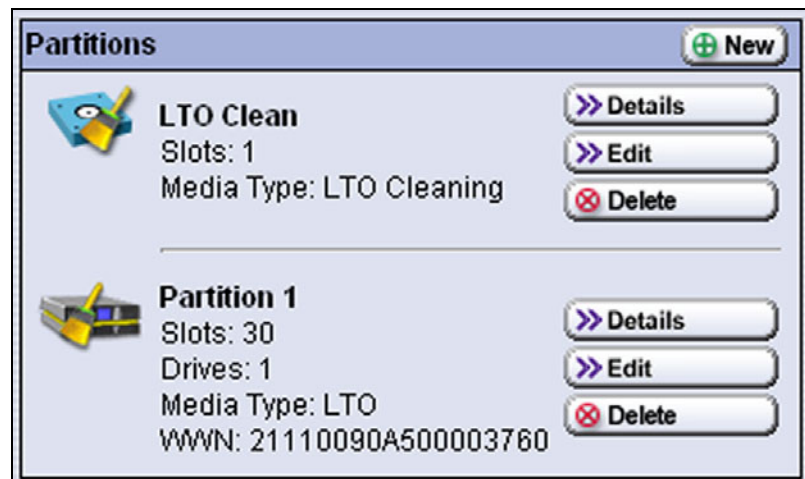 Partitions
New
LTO Clean
Slots: 1
Media Type: LTO Cleaning
Details
Edit
Delete
Partition 1
Slots: 30
Drives: 1
Media Type: LTO
WWN: 21110090A500003760
Details
Edit
Delete